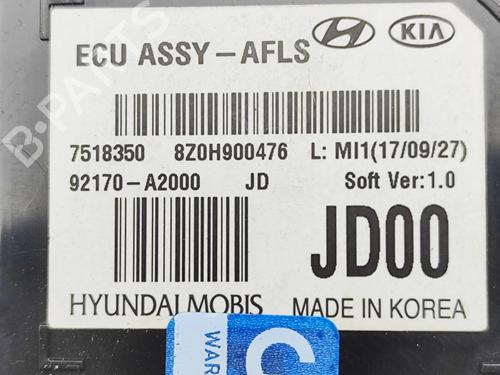 ECU ASSY-AFLS KIA
7518350 8Z0H900476 L: MI1(17/09/27)
92170-A2000 JD Soft Ver:1.0
JD00
HYUNDAI MOBIS MADE IN KOREA
B-PARTS